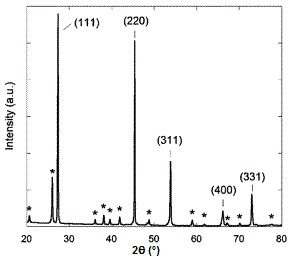 (111)
(220)
(311)
(400)
(331)
* * * * * * * * * * * *
Intensity (a.u.)
20 30 40 50 60 70 80
2Θ (°)